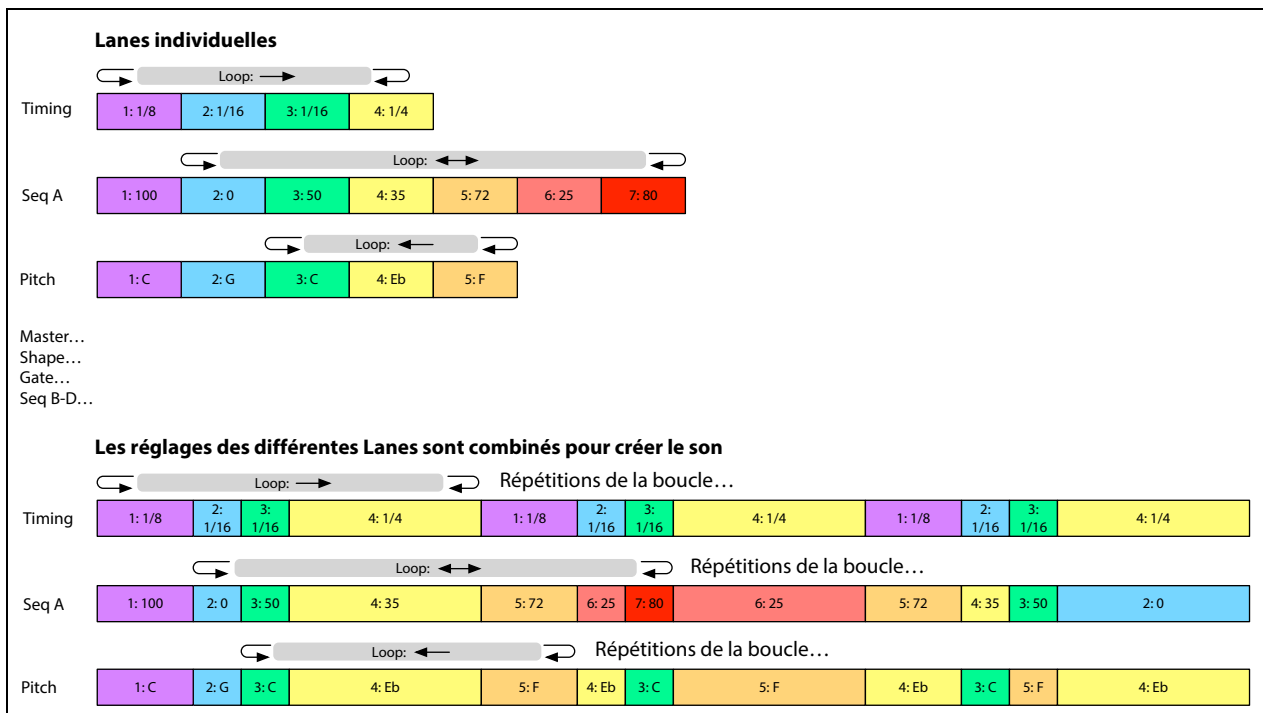 Lanes individuelles
Loop:
Timing 1: 1/8 2: 1/16 3: 1/16 4: 1/4
Loop:
Seq A 1: 100 2: 0 3: 50 4: 35 5: 72 6: 25 7: 80
Loop:
Pitch 1: C 2: G 3: C 4: Eb 5: F
Master…
Shape…
Gate…
Seq B-D…
Les réglages des différentes Lanes sont combinés pour créer le son
Loop: Répétitions de la boucle…
Timing 1: 1/8 2: 1/16 3: 1/16 4: 1/4 1: 1/8 2: 1/16 3: 1/16 4: 1/4 1: 1/8 2: 1/16 3: 1/16 4: 1/4
Loop: Répétitions de la boucle…
Seq A 1: 100 2: 0 3: 50 4: 35 5: 72 6: 25 7: 80 6: 25 5: 72 4: 35 3: 50 2: 0
Loop: Répétitions de la boucle…
Pitch 1: C 2: G 3: C 4: Eb 5: F 4: Eb 3: C 5: F 4: Eb 3: C 5: F 4: Eb